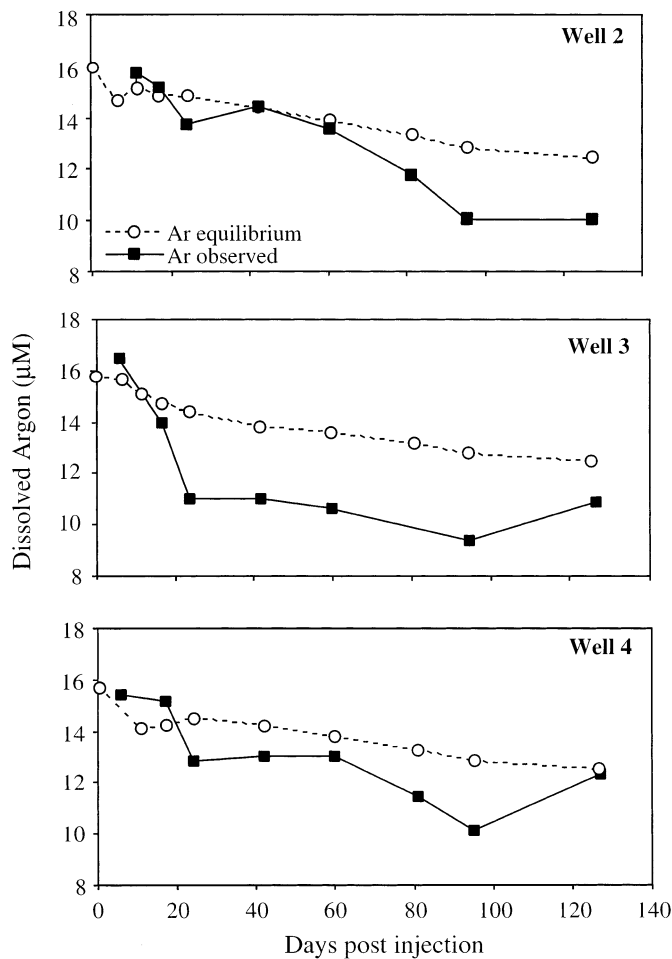 18
Well 2
16
14
12
10
Ar equilibrium
Ar observed
8
18
Well 3
16
14
12
10
8
Dissolved Argon (μM)
18
Well 4
16
14
12
10
8
0 20 40 60 80 100 120 140
Days post injection